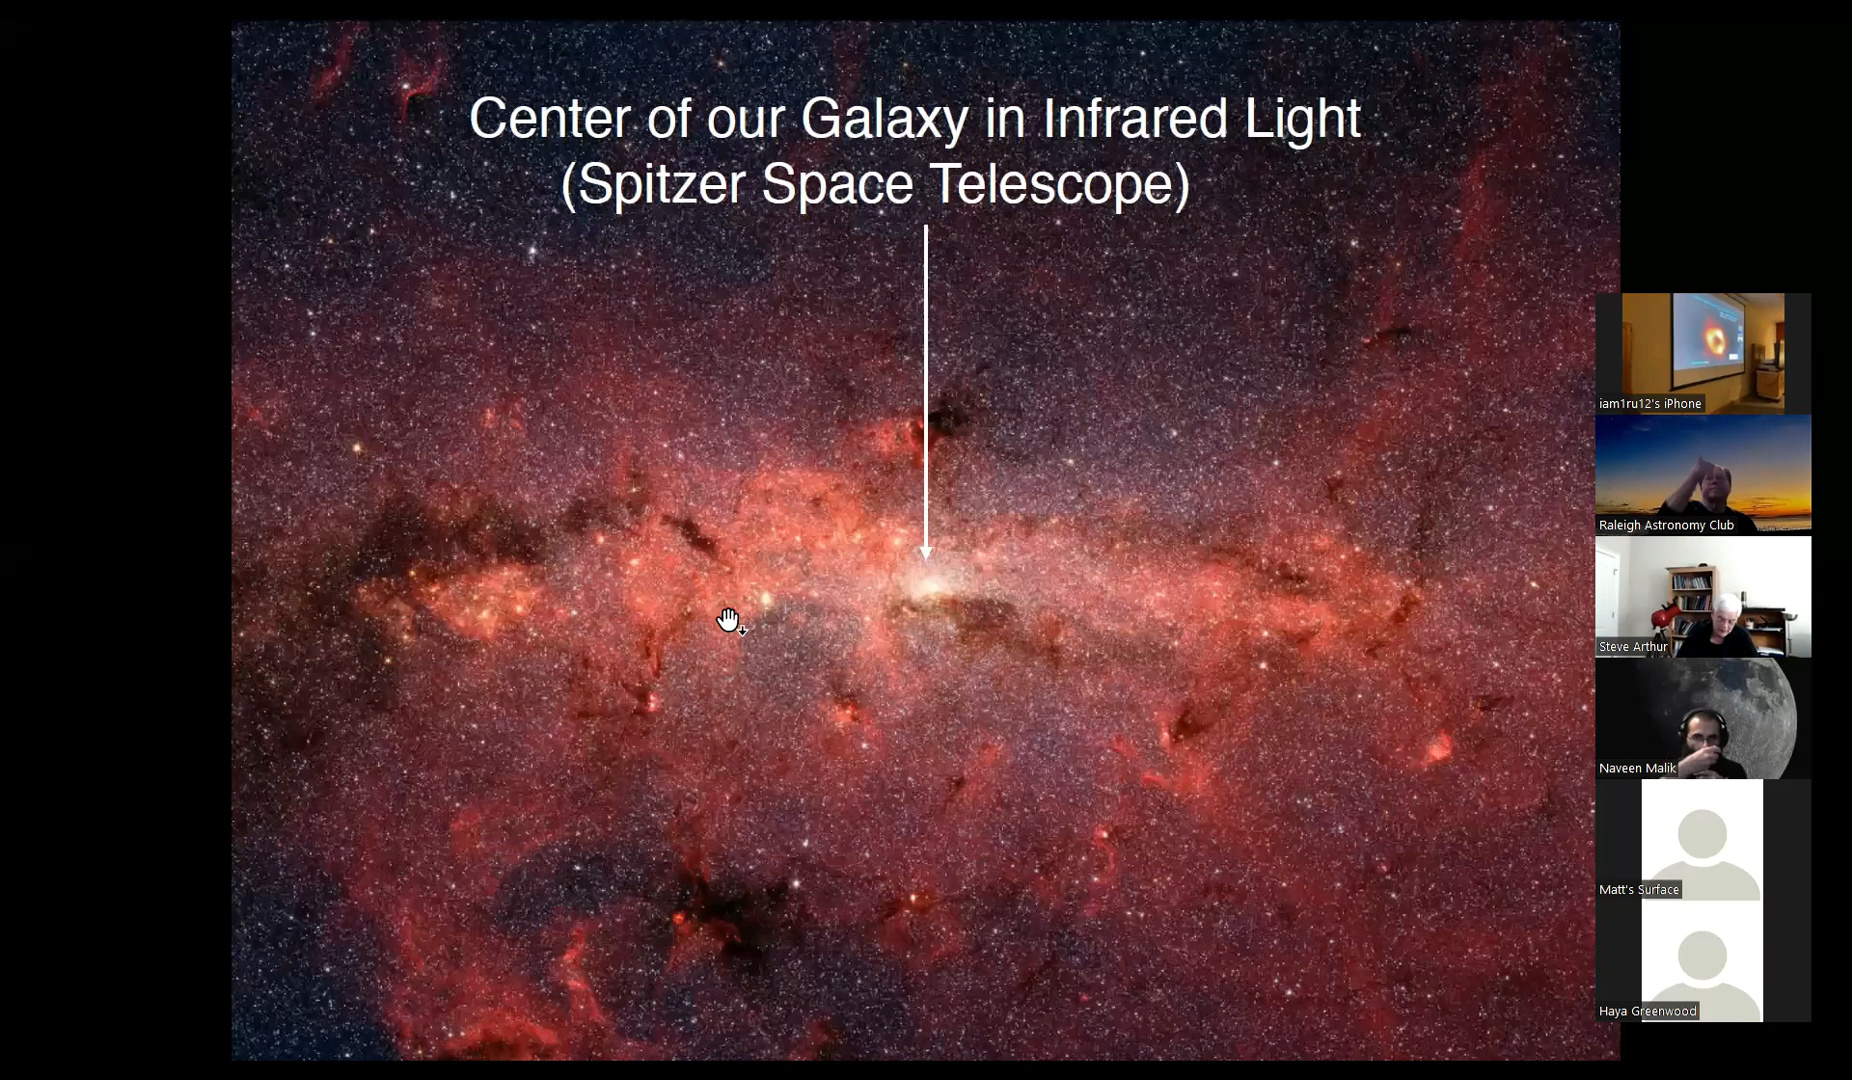 Center of our Galaxy in Infrared Light
(Spitzer Space Telescope)
iam1ru12's iPhone
Raleigh Astronomy Club
Steve Arthur
Naveen Malik
Matt's Surface
Haya Greenwood